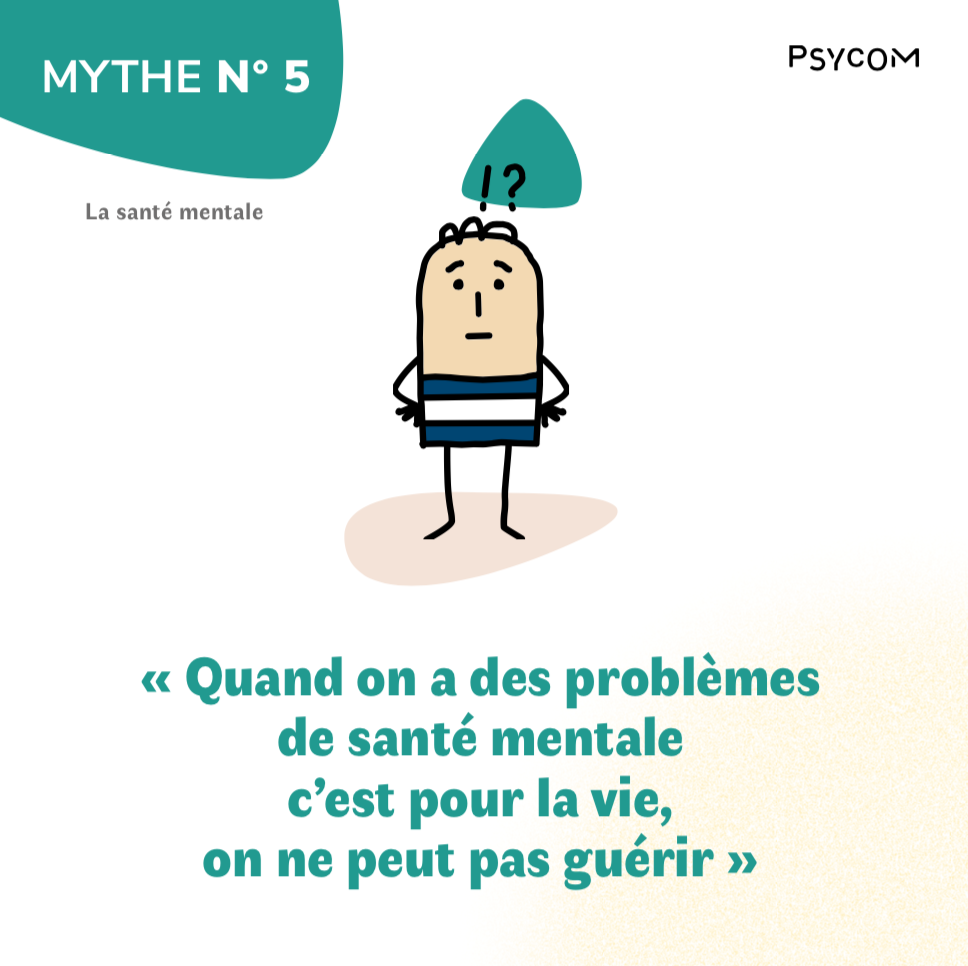 MYTHE N° 5
PSYCOM
La santé mentale
!?
« Quand on a des problèmes
de santé mentale
c’est pour la vie,
on ne peut pas guérir »